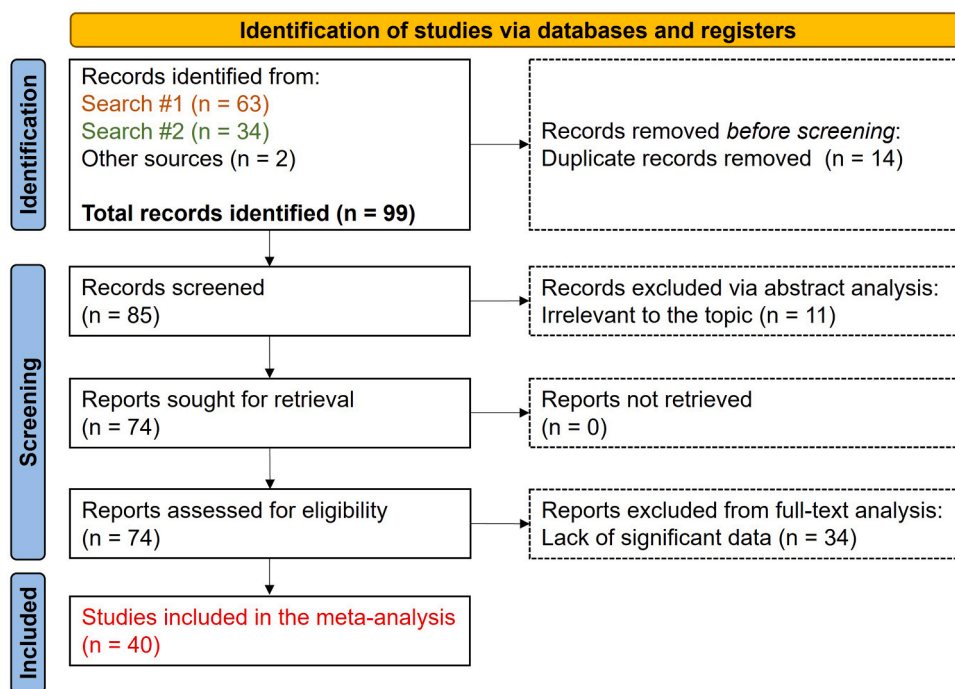 Identification of studies via databases and registers
Identification
Records identified from:
Search #1 (n = 63)
Search #2 (n = 34)
Other sources (n = 2)
Total records identified (n = 99)
Records removed before screening:
Duplicate records removed (n = 14)
Screening
Records screened
(n = 85)
Records excluded via abstract analysis:
Irrelevant to the topic (n = 11)
Reports sought for retrieval
(n = 74)
Reports not retrieved
(n = 0)
Reports assessed for eligibility
(n = 74)
Reports excluded from full-text analysis:
Lack of significant data (n = 34)
Included
Studies included in the meta-analysis
(n = 40)